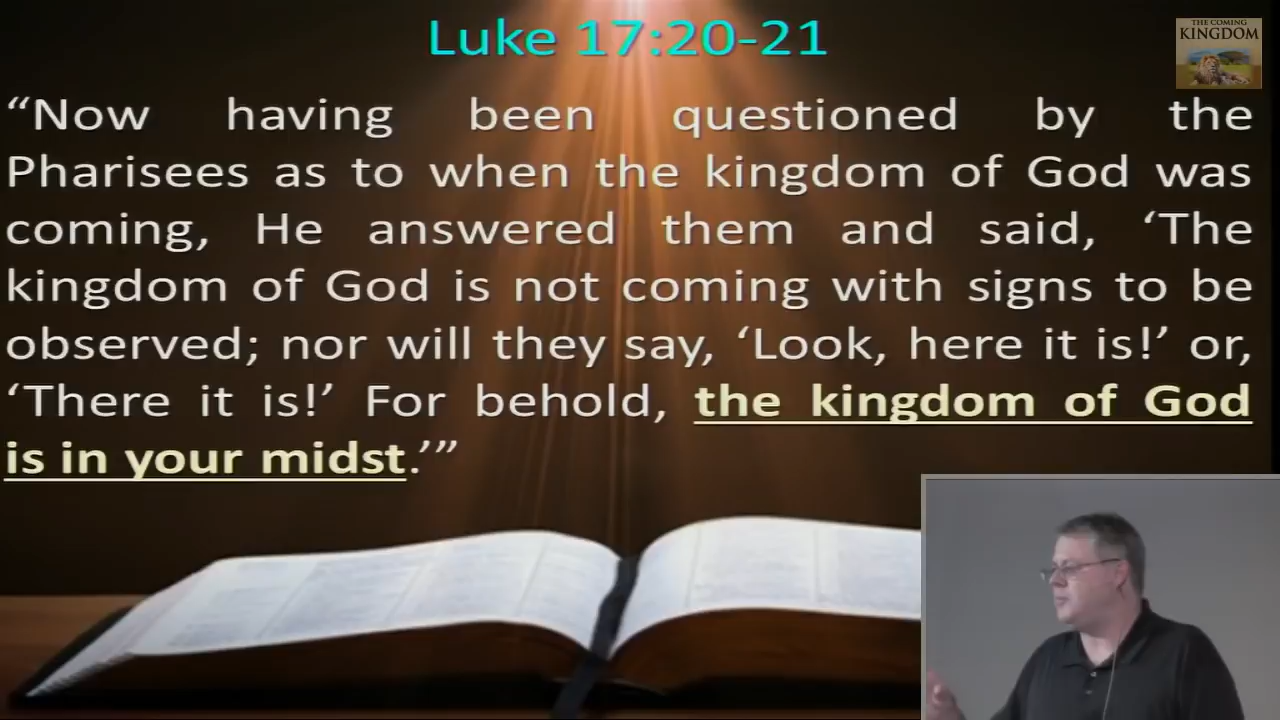 Luke 17:20-21
THE COMING
KINGDOM
“Now having been questioned by the
Pharisees as to when the kingdom of God was
coming, He answered them and said, ‘The
kingdom of God is not coming with signs to be
observed; nor will they say, ‘Look, here it is!’ or,
‘There it is!’ For behold, the kingdom of God
is in your midst.’”